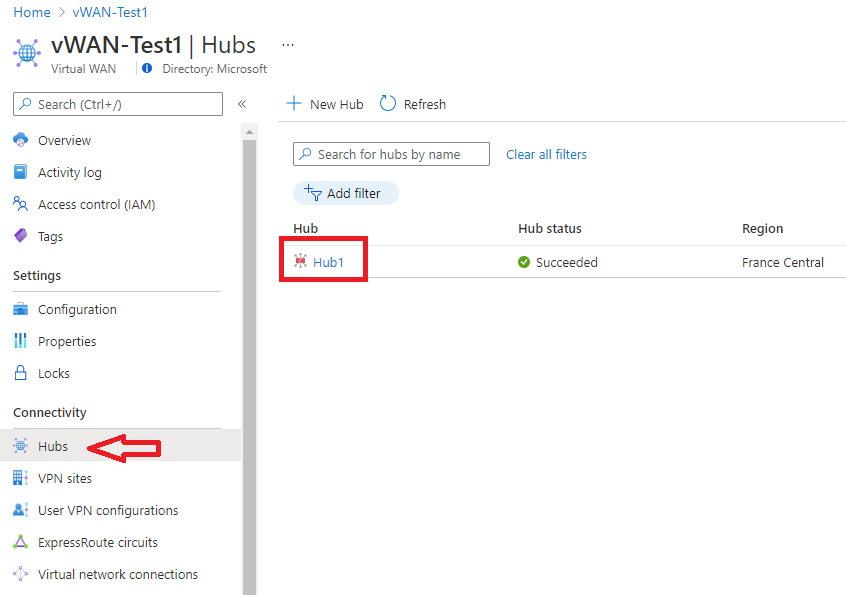 Home > vWAN-Test1
vWAN-Test1 | Hubs ...
Virtual WAN Directory: Microsoft
Search (Ctrl+/) «
Overview
Activity log
Access control (IAM)
Tags
Settings
Configuration
Properties
Locks
Connectivity
Hubs
VPN sites
User VPN configurations
ExpressRoute circuits
Virtual network connections
+ New Hub Refresh
Search for hubs by name Clear all filters
Add filter
Hub Hub status Region
Hub1 Succeeded France Central